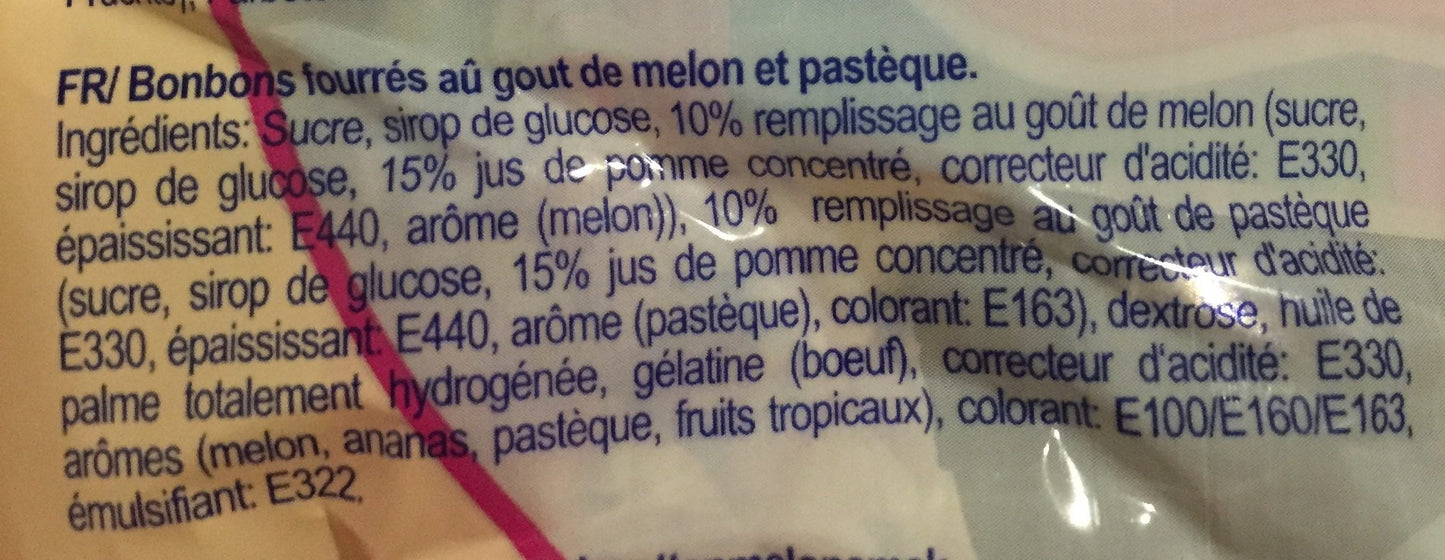 FR/ Bonbons fourrés aû gout de melon et pastèque.
Ingrédients: Sucre, sirop de glucose, 10% remplissage au goût de melon (sucre,
sirop de glucose, 15% jus de pomme concentré, correcteur d'acidité: E330,
épaississant: E440, arôme (melon)), 10% remplissage au goût de pastèque
(sucre, sirop de glucose, 15% jus de pomme concentré, correcteur d'acidité:
E330, épaississant: E440, arôme (pastèque), colorant: E163), dextrose, huile de
palme totalement hydrogénée, gélatine (boeuf), correcteur d'acidité: E330,
arômes (melon, ananas, pastèque, fruits tropicaux), colorant: E100/E160/E163,
émulsifiant: E322.